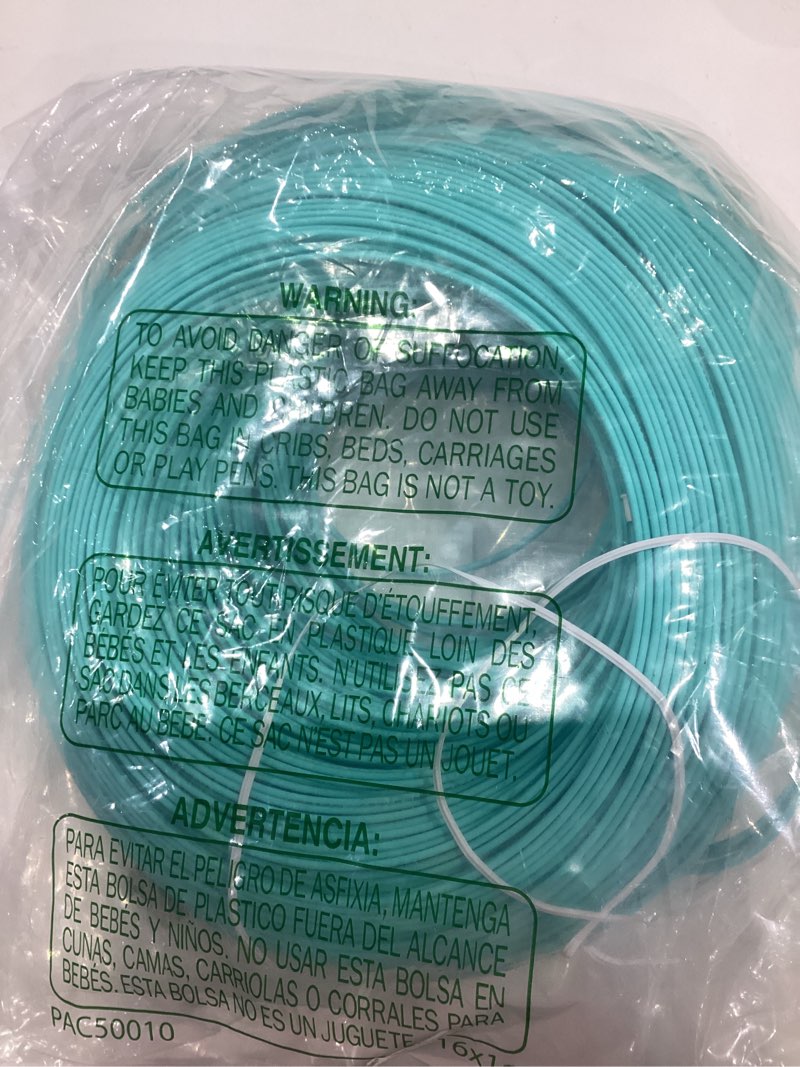 WARNING:
TO AVOID DANGER OF SUFFOCATION,
KEEP THIS PLASTIC BAG AWAY FROM
BABIES AND CHILDREN. DO NOT USE
THIS BAG IN CRIBS, BEDS, CARRIAGES
OR PLAY PENS. THIS BAG IS NOT A TOY.
AVERTISSEMENT:
POUR EVITER TOUT RISQUE D'ÉTOUFFEMENT,
GARDEZ CE SAC EN PLASTIQUE LOIN DES
BEBÉS ET LES ENFANTS. N'UTILISEZ PAS CE
SAC DANS LES BERCEAUX, LITS, CHARIOTS OU
PARC AU BEBE. CE SAC N'EST PAS UN JOUET.
ADVERTENCIA:
PARA EVITAR EL PELIGRO DE ASFIXIA, MANTENGA
ESTA BOLSA DE PLASTICO FUERA DEL ALCANCE
DE BEBÉS Y NIÑOS. NO USAR ESTA BOLSA EN
CUNAS, CAMAS, CARRIOLAS O CORRALES PARA
BEBÉS. ESTA BOLSA NO ES UN JUGUETE.
PAC50010